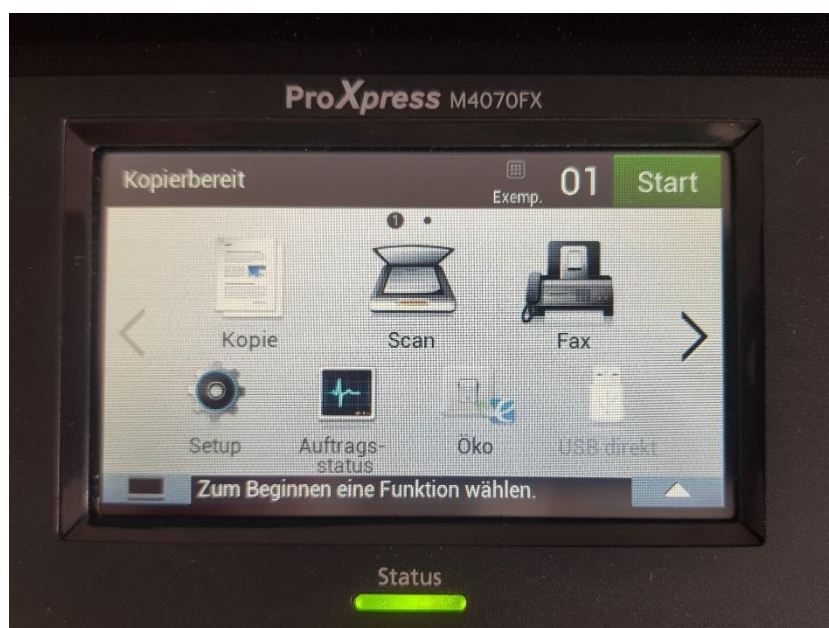 ProXpress M4070FX
Kopierbereit
Exemp. 01
Start
1
Kopie
Scan
Fax
Setup
Auftrags-
status
Öko
USB direkt
Zum Beginnen eine Funktion wählen.
Status